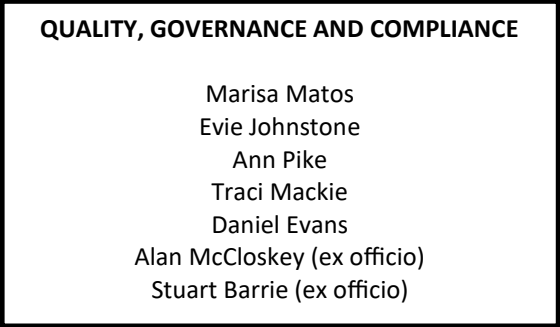 QUALITY, GOVERNANCE AND COMPLIANCE
Marisa Matos
Evie Johnstone
Ann Pike
Traci Mackie
Daniel Evans
Alan McCloskey (ex officio)
Stuart Barrie (ex officio)